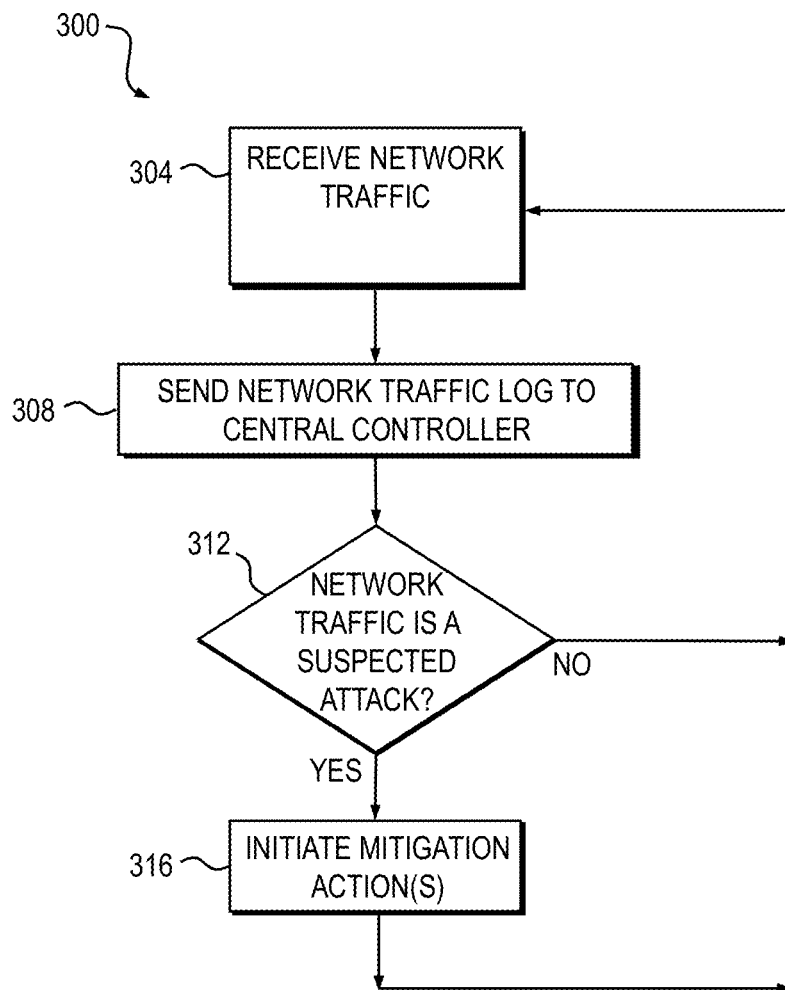 300
304
RECEIVE NETWORK
TRAFFIC
308
SEND NETWORK TRAFFIC LOG TO
CENTRAL CONTROLLER
312
NETWORK
TRAFFIC IS A
SUSPECTED
ATTACK?
NO
YES
316
INITIATE MITIGATION
ACTION(S)